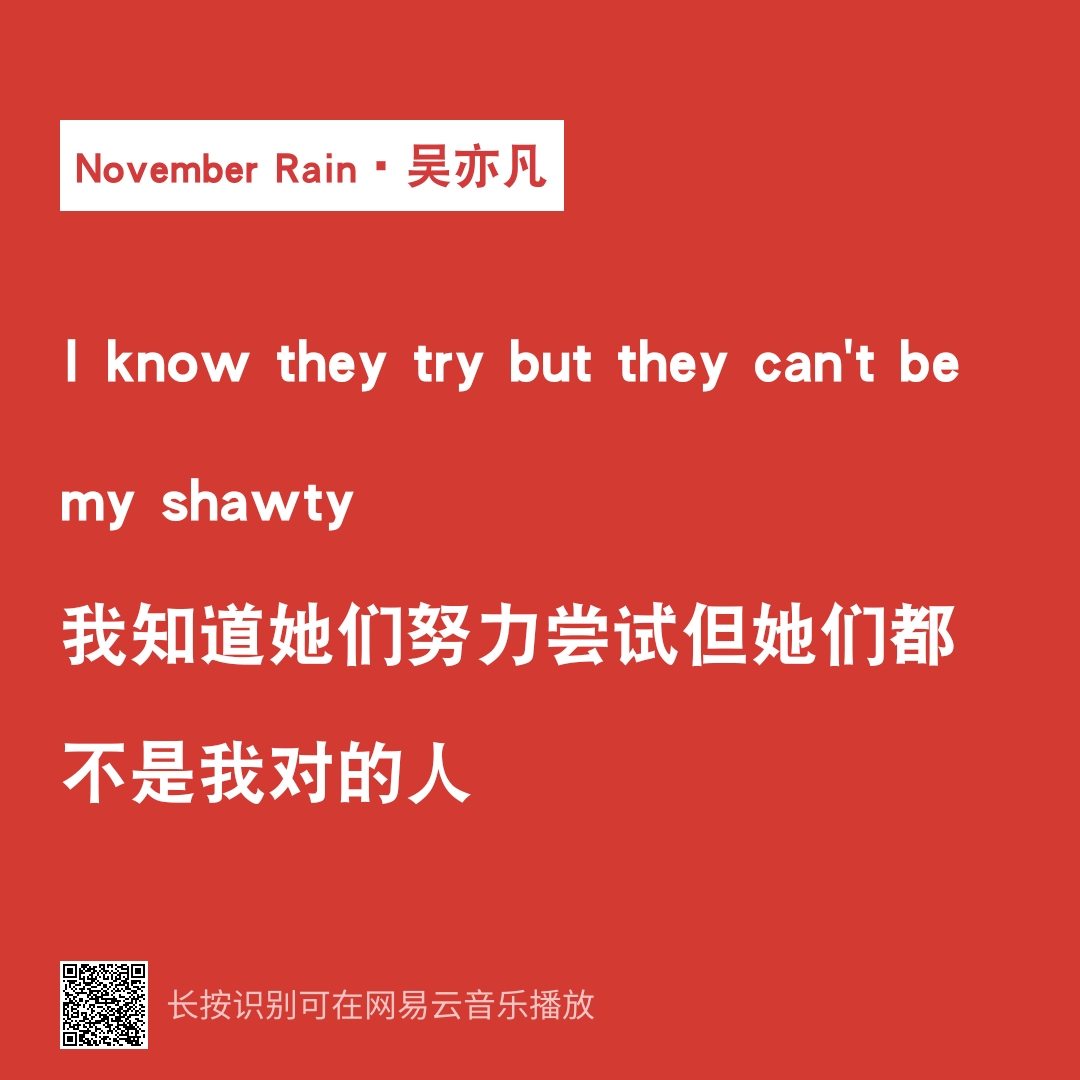 November Rain · 吴亦凡
I know they try but they can't be
my shawty
我知道她们努力尝试但她们都
不是我对的人
长按识别可在网易云音乐播放